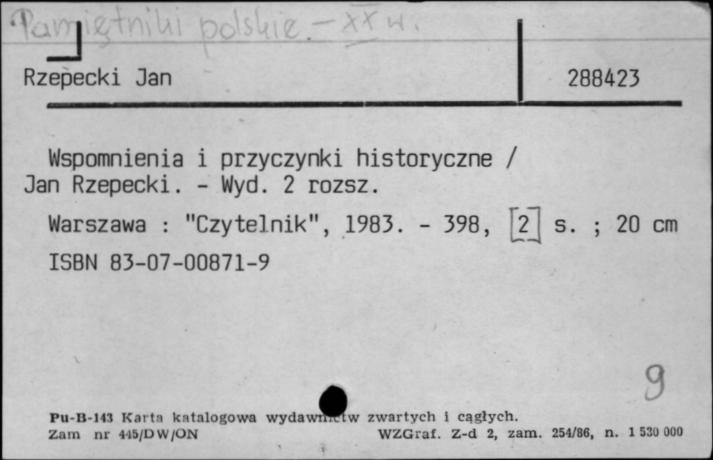 Pamiętniki polskie. – XX w.
Rzepecki Jan 288423
Wspomnienia i przyczynki historyczne /
Jan Rzepecki. - Wyd. 2 rozsz.
Warszawa : "Czytelnik", 1983. - 398, [2] s. ; 20 cm
ISBN 83-07-00871-9
9
Pu-B-143 Karta katalogowa wydawnictw zwartych i cągłych.
Zam nr 445/DW/ON WZGraf. Z-d 2, zam. 254/86, n. 1 530 000